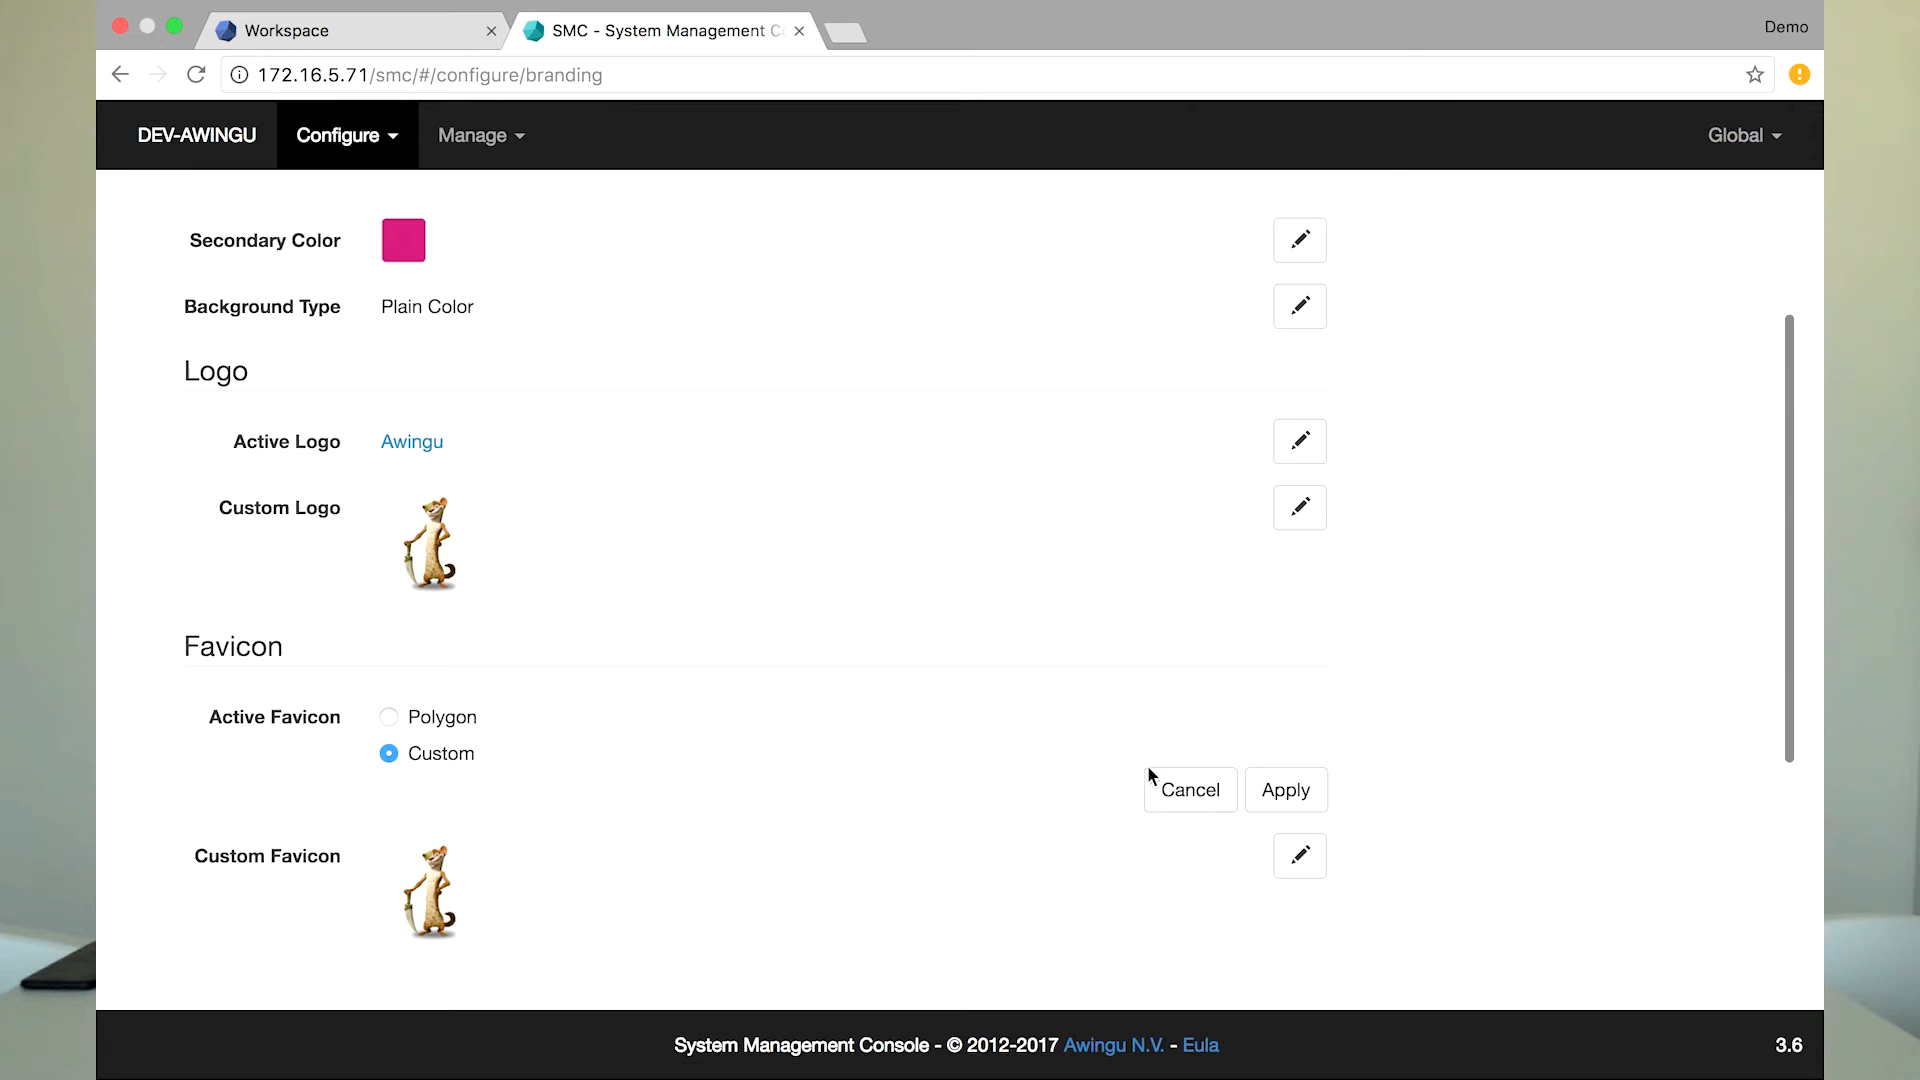 Workspace
SMC - System Management C
Demo
172.16.5.71/smc/#/configure/branding
DEV-AWINGU
Configure
Manage
Global
Secondary Color
Background Type
Plain Color
Logo
Active Logo
Awingu
Custom Logo
Favicon
Active Favicon
Polygon
Custom
Cancel
Apply
Custom Favicon
System Management Console - © 2012-2017 Awingu N.V. - Eula
3.6